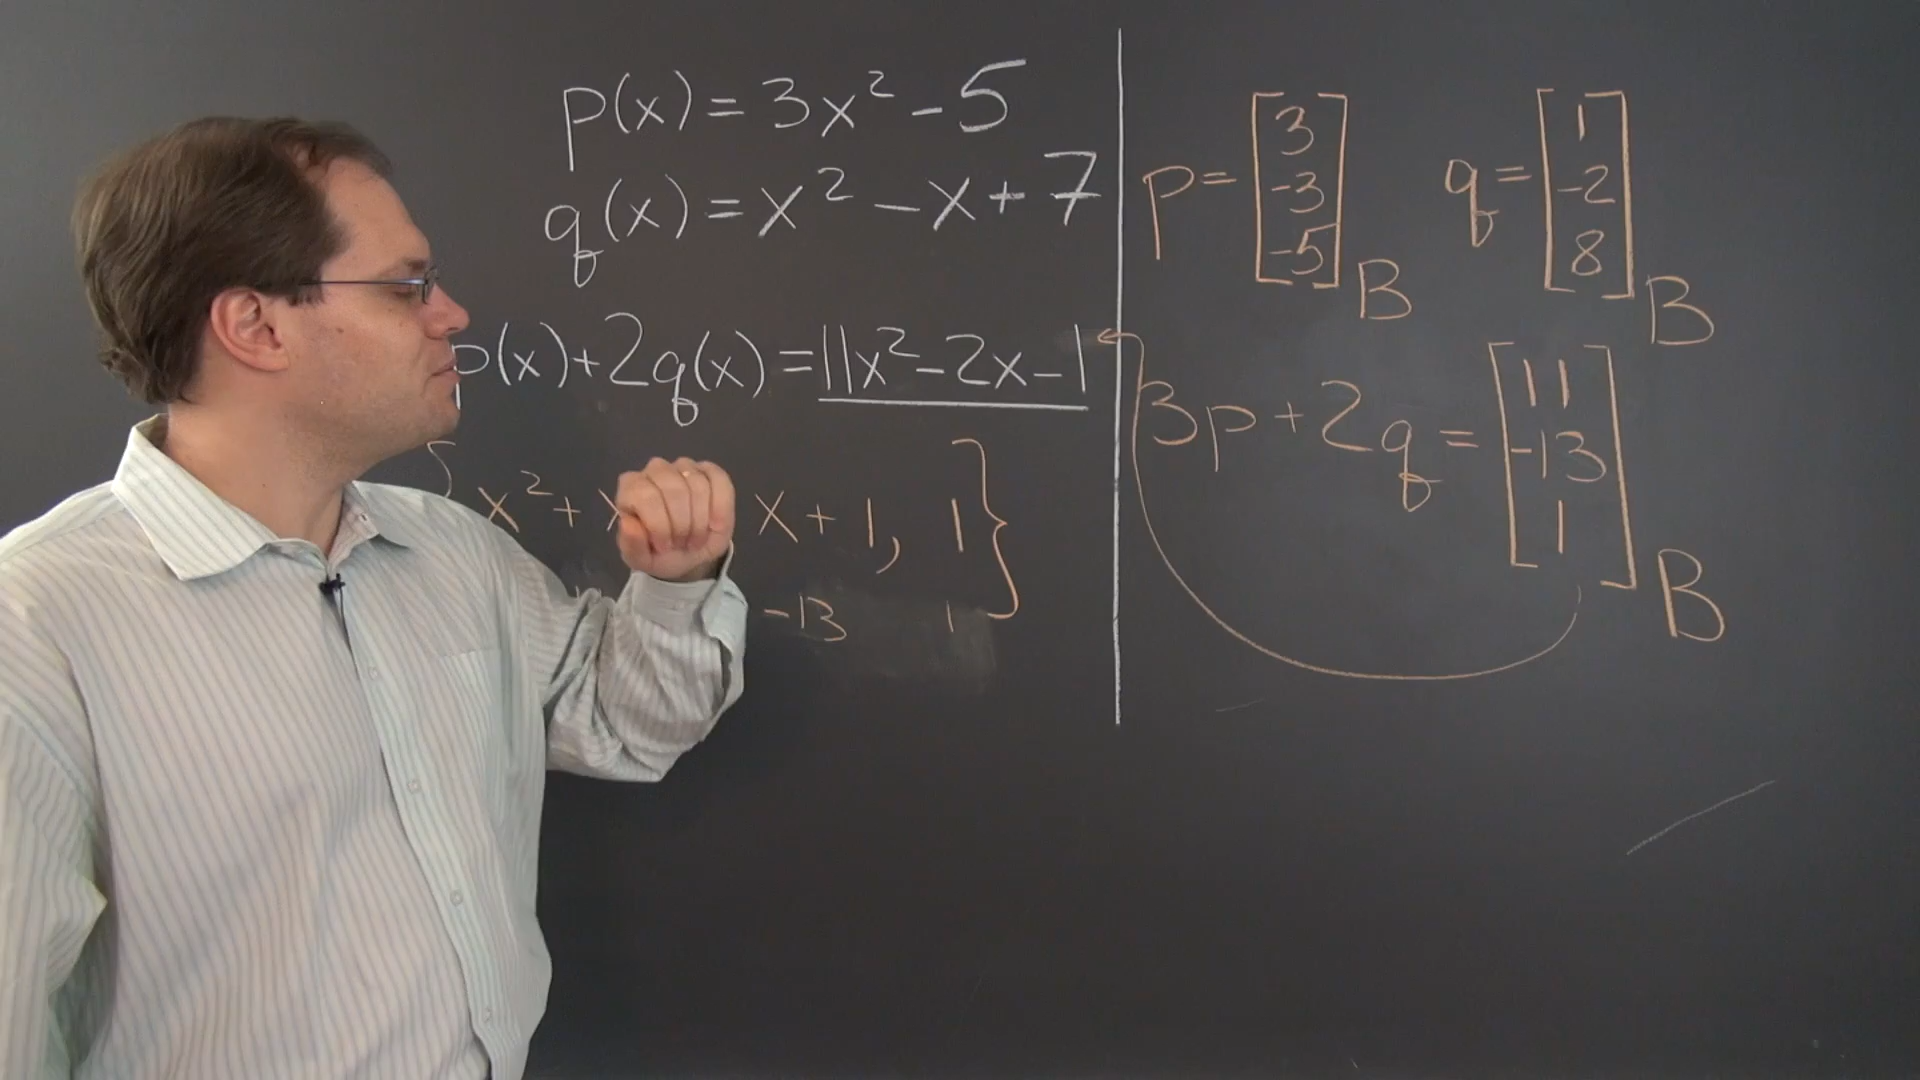 p(x) = 3x² - 5
q(x) = x² - x + 7
p(x) + 2q(x) = 11x² - 2x - 1
x² + x x + 1, 1 }
-13 1
p = [3 -3 -5]B q = [1 -2 8]B
3p + 2q = [11 -13 1]B